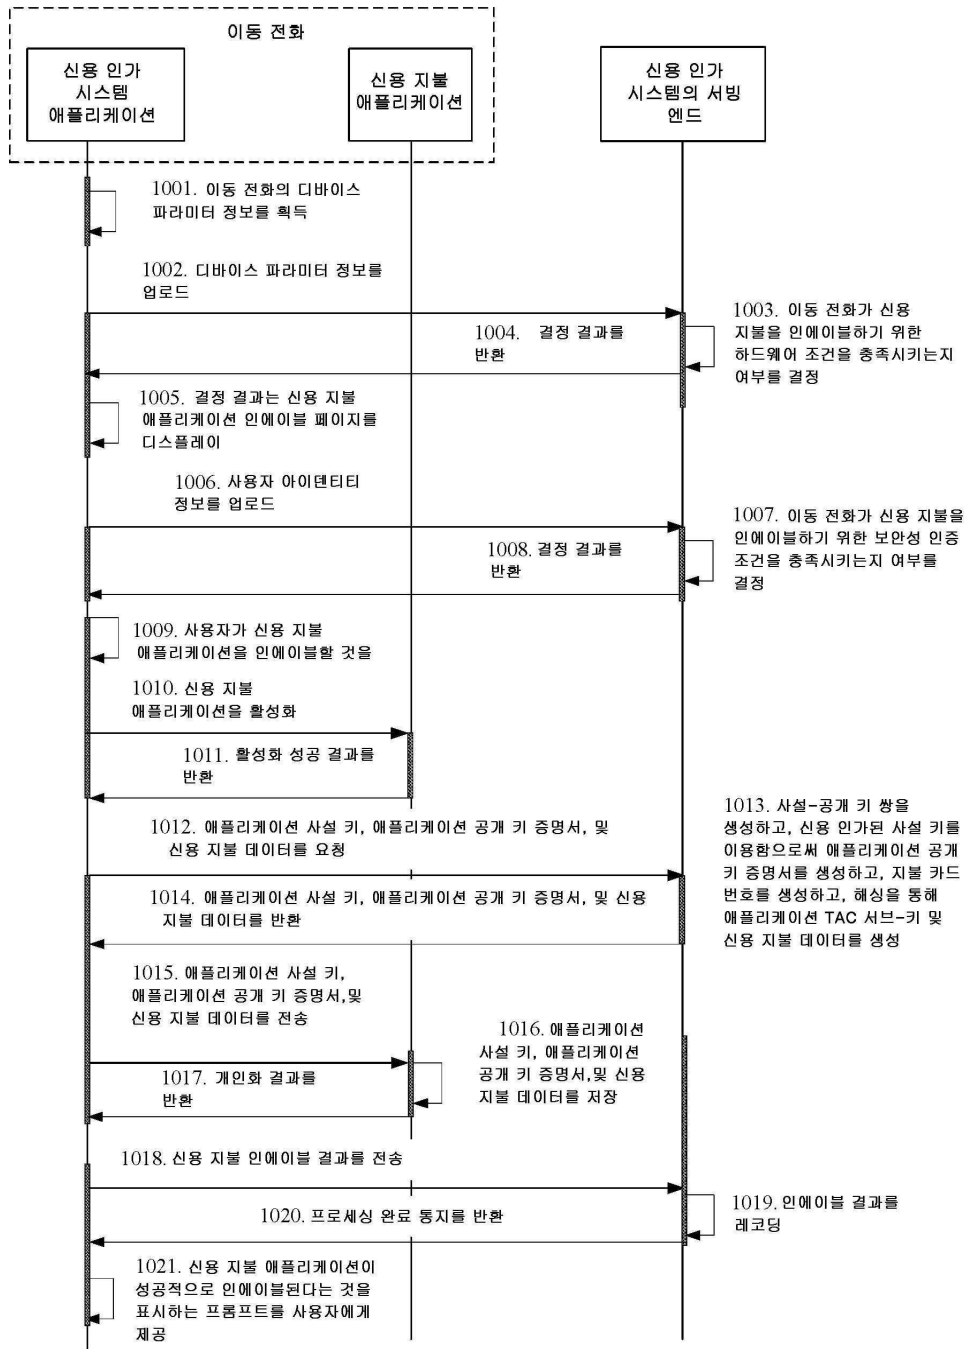 이동 전화
신용 인가
시스템
애플리케이션
신용 지불
애플리케이션
신용 인가
시스템의 서빙
엔드
1001. 이동 전화의 디바이스
파라미터 정보를 획득
1002. 디바이스 파라미터 정보를
업로드
1003. 이동 전화가 신용
지불을 인에이블하기 위한
하드웨어 조건을 충족시키는지
여부를 결정
1004. 결정 결과를
반환
1005. 결정 결과는 신용 지불
애플리케이션 인에이블 페이지를
디스플레이
1006. 사용자 아이덴티티
정보를 업로드
1007. 이동 전화가 신용 지불을
인에이블하기 위한 보안성 인증
조건을 충족시키는지 여부를
결정
1008. 결정 결과를
반환
1009. 사용자가 신용 지불
애플리케이션을 인에이블할 것을
1010. 신용 지불
애플리케이션을 활성화
1011. 활성화 성공 결과를
반환
1012. 애플리케이션 사설 키, 애플리케이션 공개 키 증명서, 및
신용 지불 데이터를 요청
1013. 사설-공개 키 쌍을
생성하고, 신용 인가된 사설 키를
이용함으로써 애플리케이션 공개
키 증명서를 생성하고, 지불 카드
번호를 생성하고, 해싱을 통해
애플리케이션 TAC 서브-키 및
신용 지불 데이터를 생성
1014. 애플리케이션 사설 키, 애플리케이션 공개 키 증명서, 및 신용
지불 데이터를 반환
1015. 애플리케이션 사설 키,
애플리케이션 공개 키 증명서,및
신용 지불 데이터를 전송
1016. 애플리케이션
사설 키, 애플리케이션
공개 키 증명서,및 신용
지불 데이터를 저장
1017. 개인화 결과를
반환
1018. 신용 지불 인에이블 결과를 전송
1019. 인에이블 결과를
레코딩
1020. 프로세싱 완료 통지를 반환
1021. 신용 지불 애플리케이션이
성공적으로 인에이블된다는 것을
표시하는 프롬프트를 사용자에게
제공